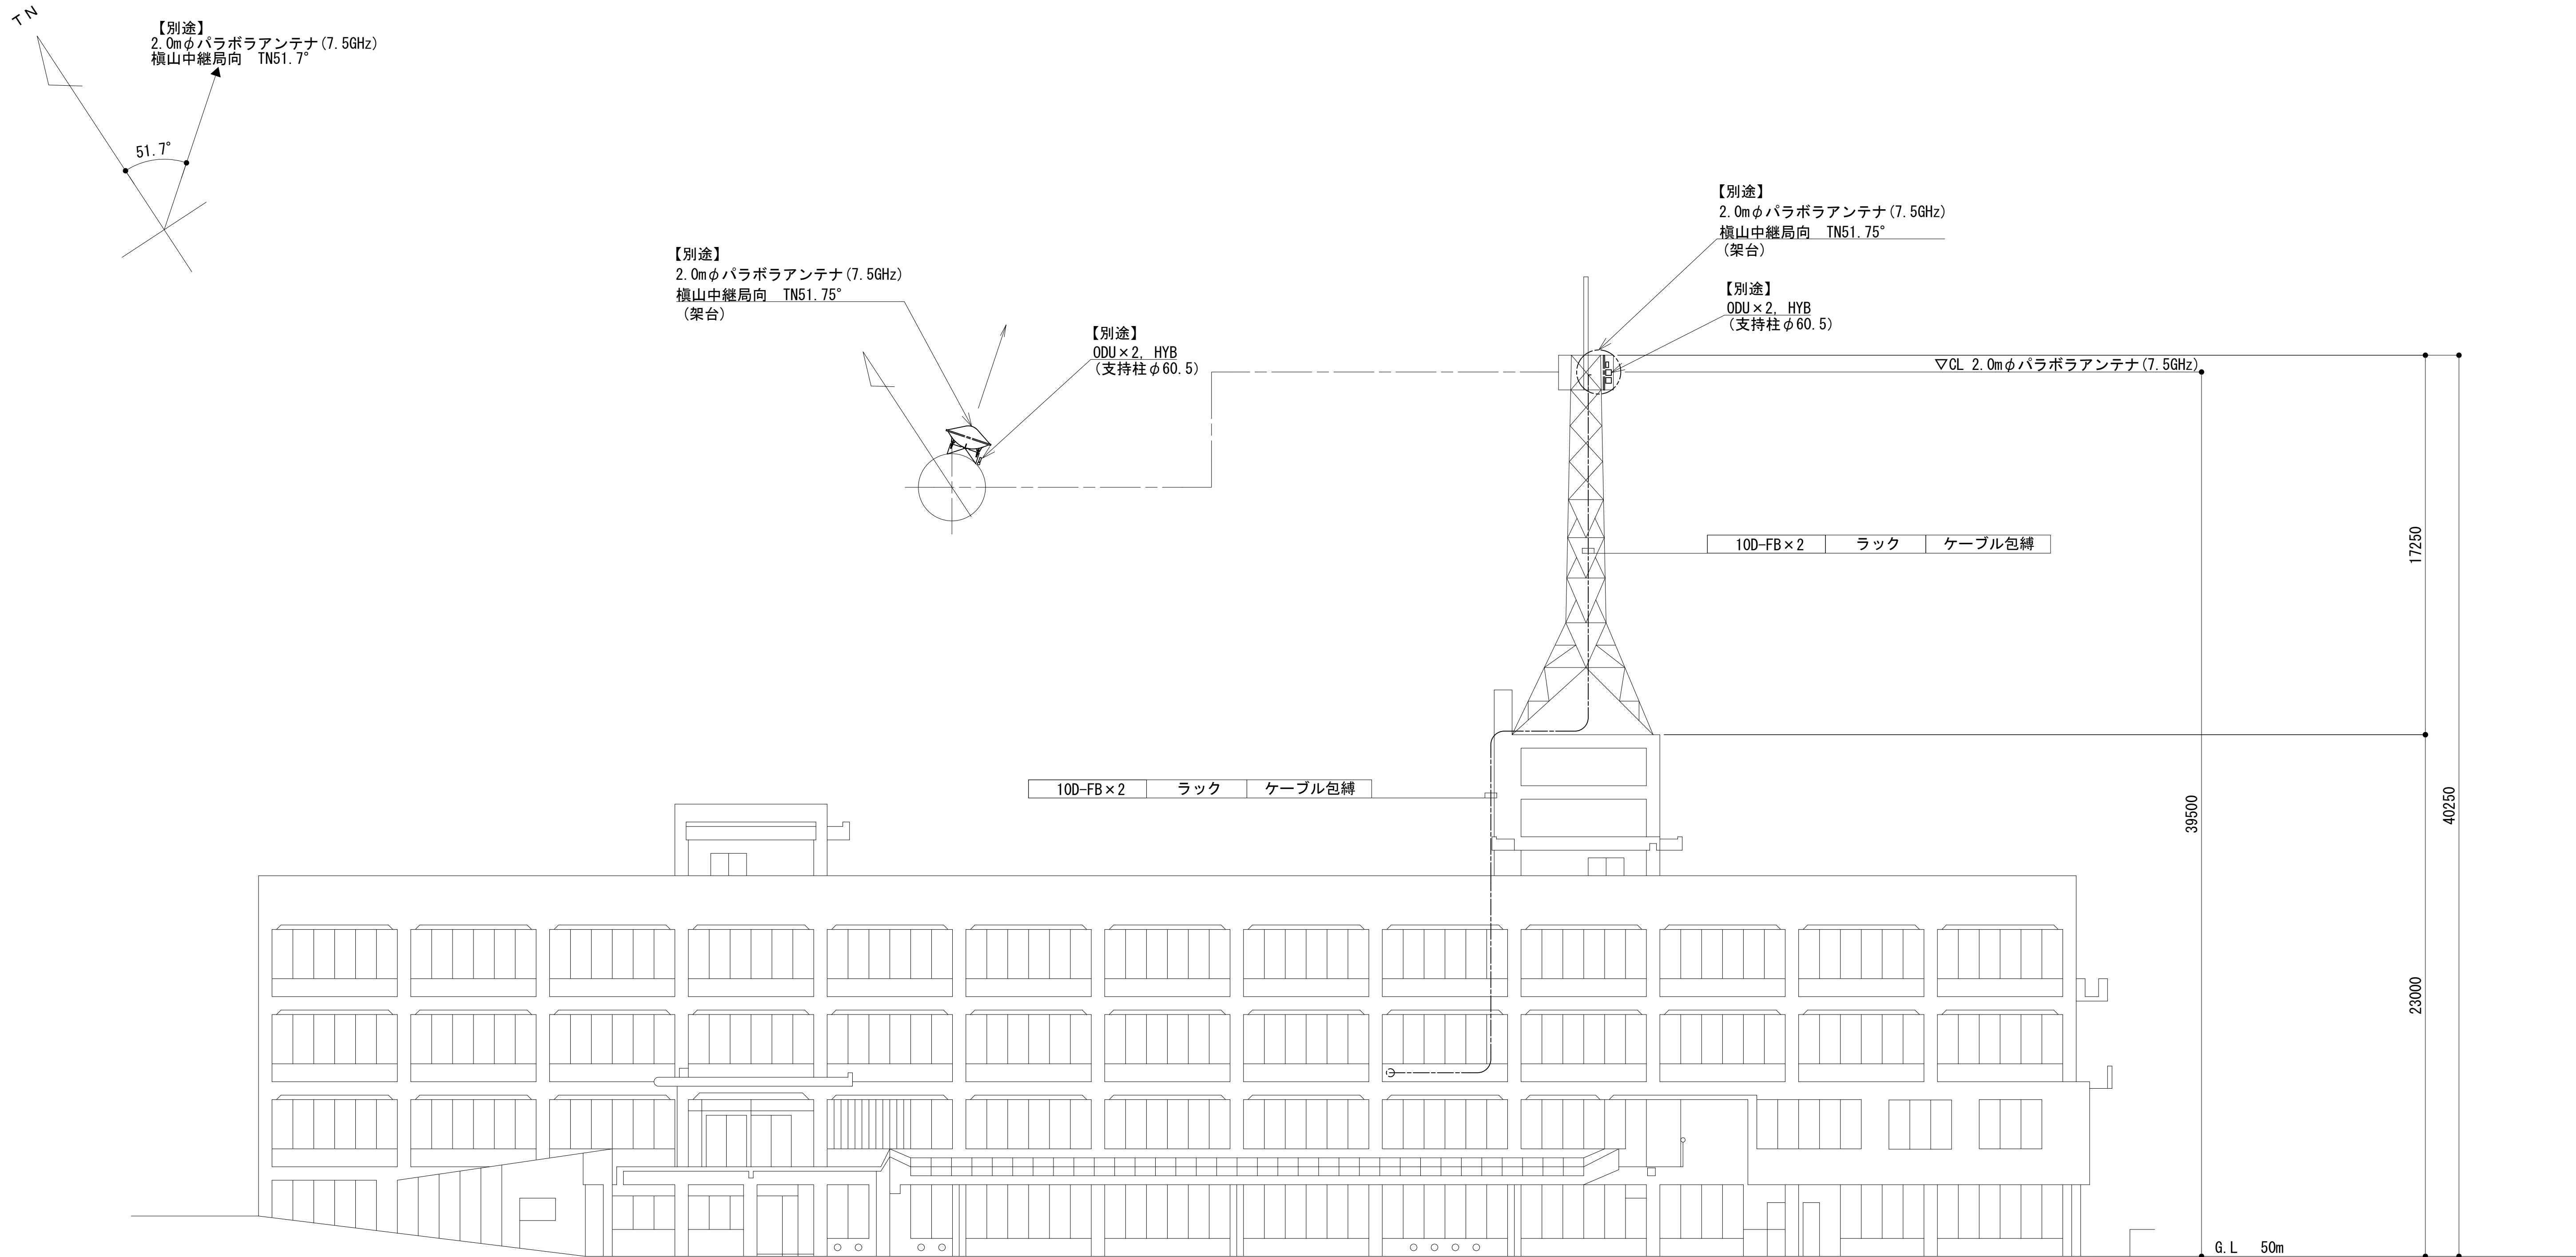 TN
【別途】
2.0mφパラボラアンテナ(7.5GHz)
槇山中継局向　TN51.7°
51.7°
【別途】
2.0mφパラボラアンテナ(7.5GHz)
槇山中継局向　TN51.75°
(架台)
【別途】
ODU×2, HYB
(支持柱φ60.5)
【別途】
2.0mφパラボラアンテナ(7.5GHz)
槇山中継局向　TN51.75°
(架台)
【別途】
ODU×2, HYB
(支持柱φ60.5)
▽CL 2.0mφパラボラアンテナ(7.5GHz)
10D-FB×2　ラック　ケーブル包縛
10D-FB×2　ラック　ケーブル包縛
17250
40250
39500
23000
G.L　50m